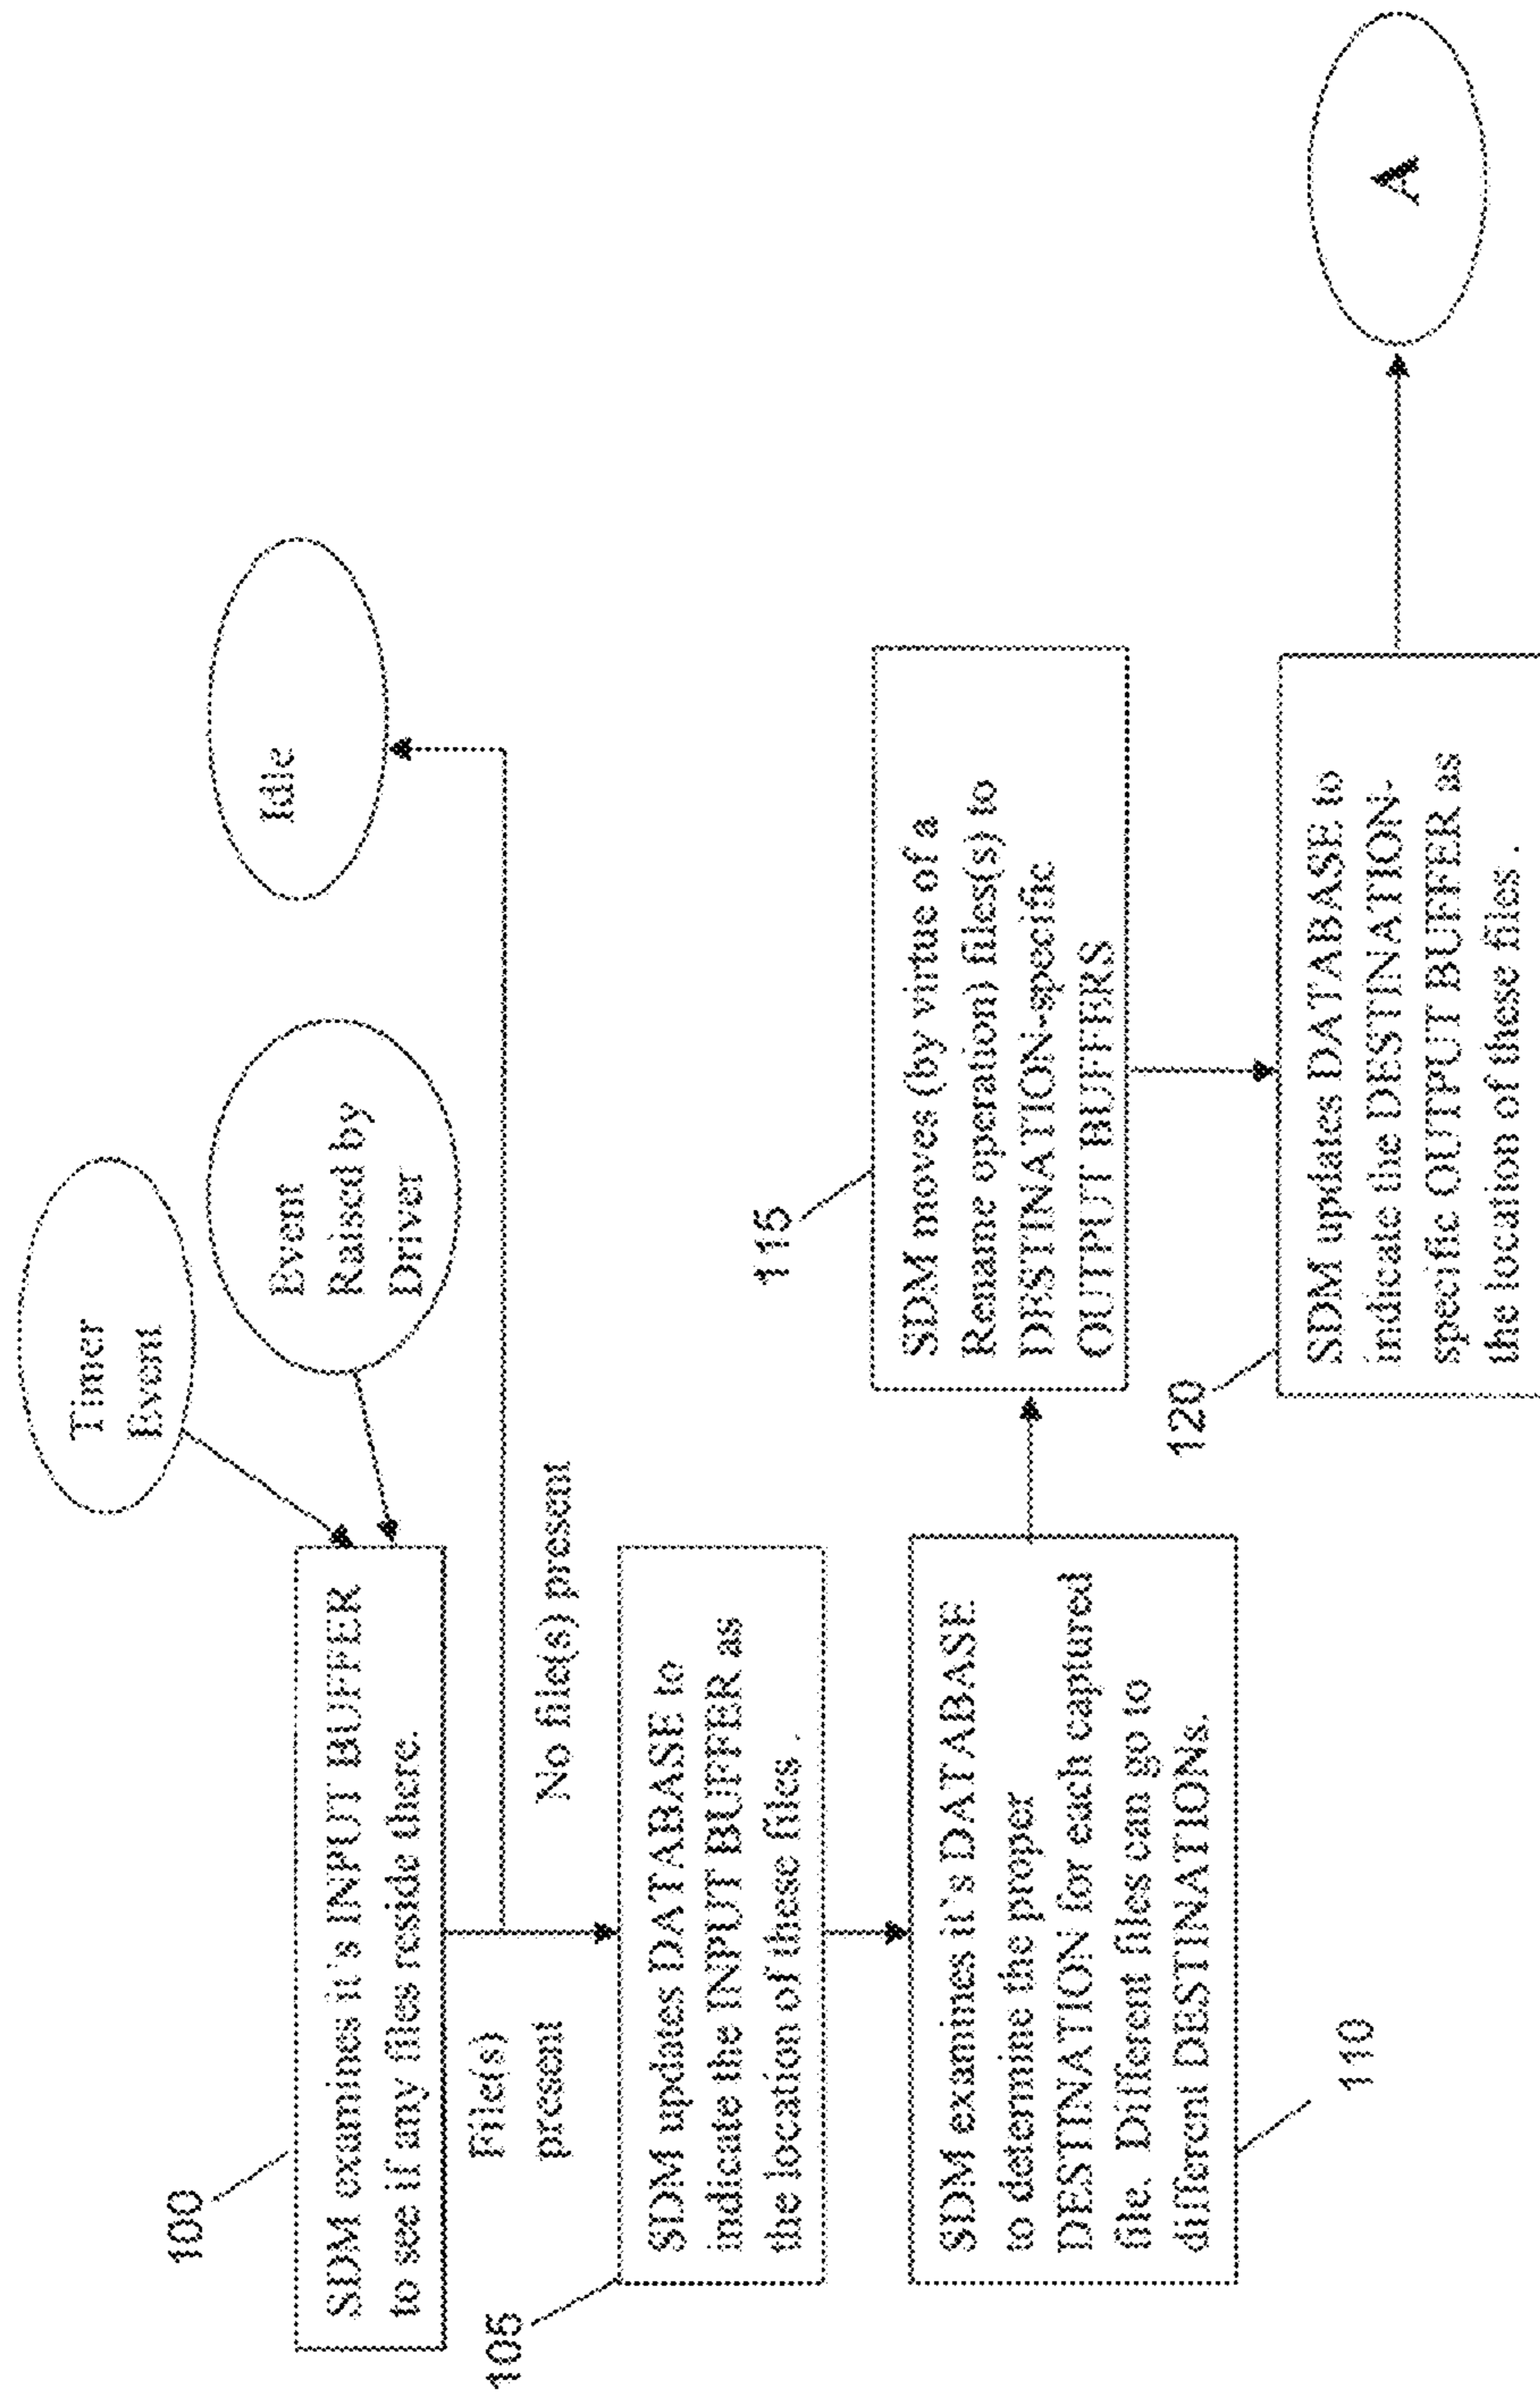 Timer
Event
Event
Raised by
Driver
Idle
100
SDM examines it's INPUT BUFFER
to see if any files reside there.
File(s)
present
No file(s) present
105
SDM updates DATABASE to
indicate the INPUT BUFFER as
the location of these files .
SDM examines it's DATABASE
to determine the proper
DESTINATION for each captured
file. Different files can go to
different DESTINATIONs.
110
115
SDM moves (by virtue of a
Rename operation) files(s) to
DESTINATION-specific
OUTPUT BUFFERS
120
SDM updates DATABASE to
indicate the DESTINATION-
specific OUTPUT BUFFER as
the location of these files .
A